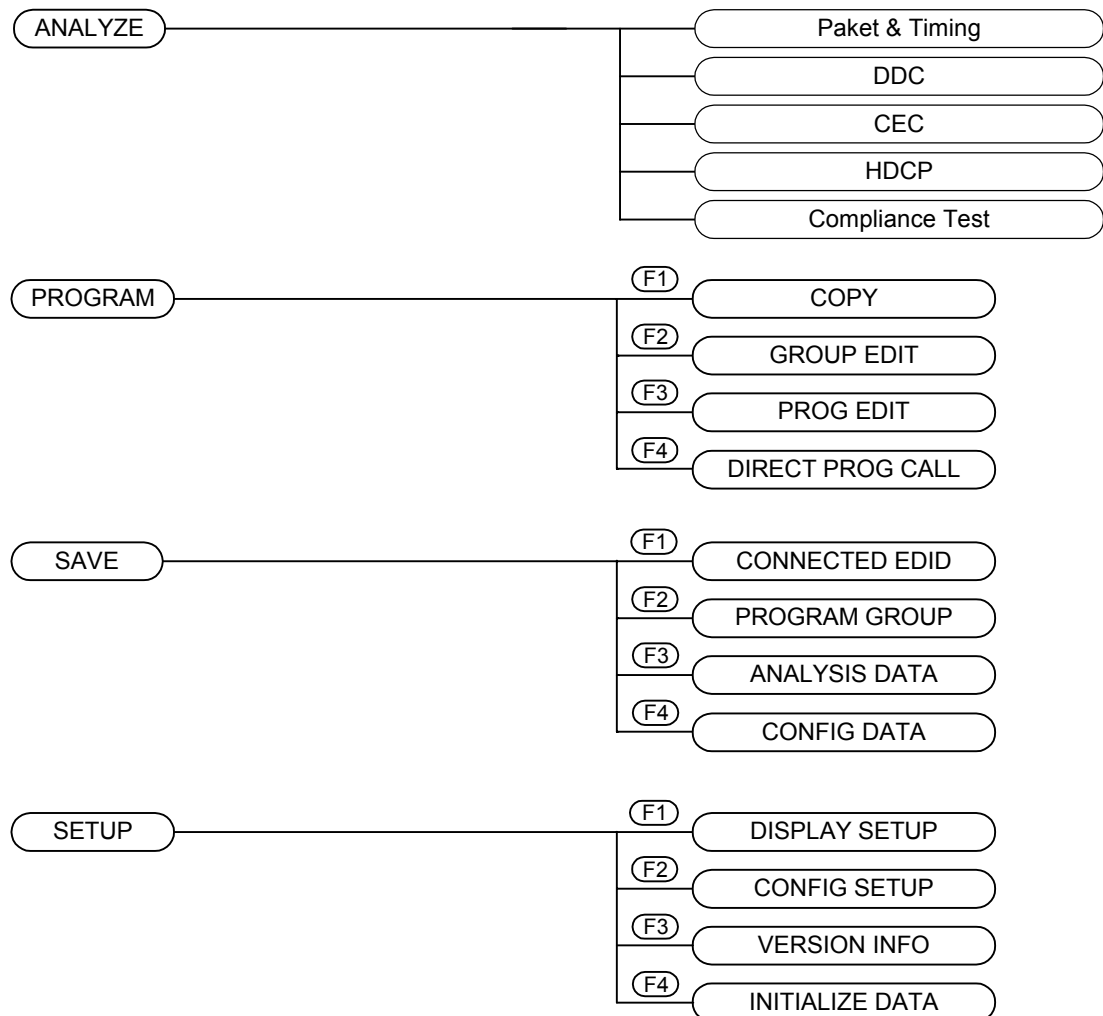 ANALYZE
Paket & Timing
DDC
CEC
HDCP
Compliance Test
PROGRAM
F1
COPY
F2
GROUP EDIT
F3
PROG EDIT
F4
DIRECT PROG CALL
SAVE
F1
CONNECTED EDID
F2
PROGRAM GROUP
F3
ANALYSIS DATA
F4
CONFIG DATA
SETUP
F1
DISPLAY SETUP
F2
CONFIG SETUP
F3
VERSION INFO
F4
INITIALIZE DATA